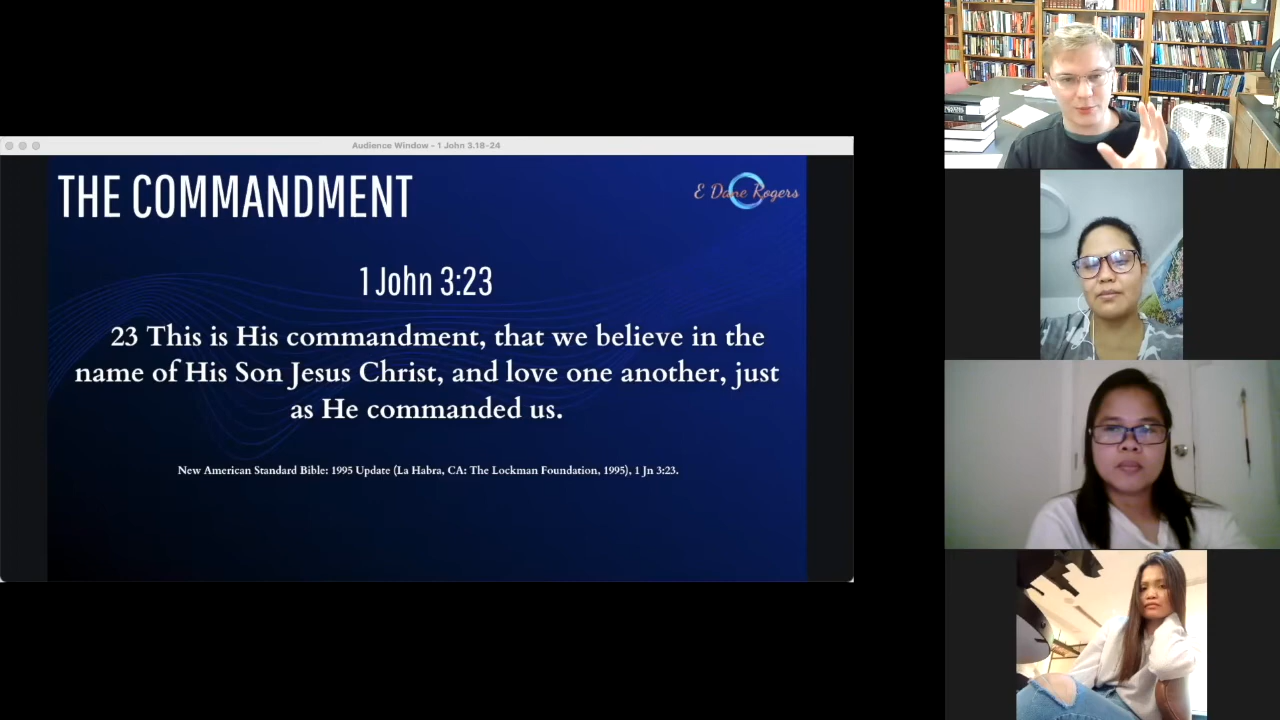 Audience Window - 1 John 3.18-24
THE COMMANDMENT
E Dane Rogers
1 John 3:23
23 This is His commandment, that we believe in the
name of His Son Jesus Christ, and love one another, just
as He commanded us.
New American Standard Bible: 1995 Update (La Habra, CA: The Lockman Foundation, 1995), 1 Jn 3:23.